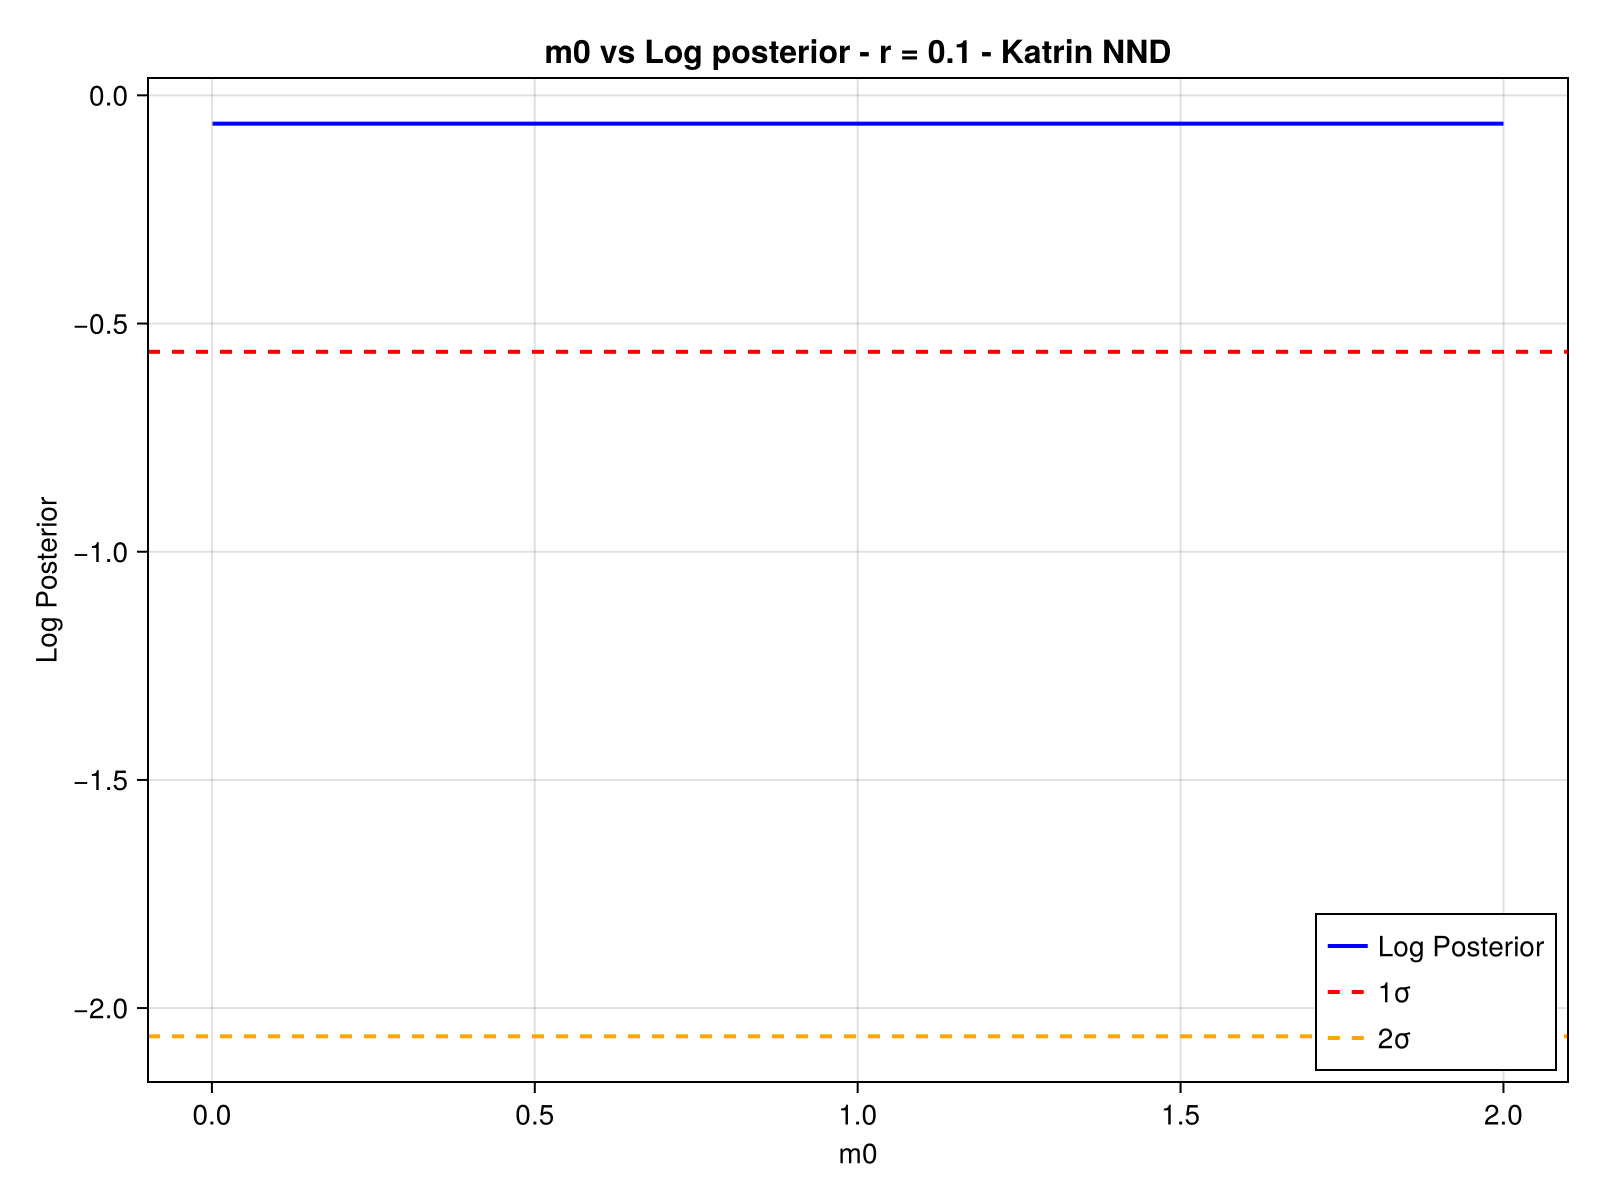 m0 vs Log posterior - r = 0.1 - Katrin NND
Log Posterior
0.0
−0.5
−1.0
−1.5
−2.0
Log Posterior
1σ
2σ
0.0
0.5
1.0
1.5
2.0
m0